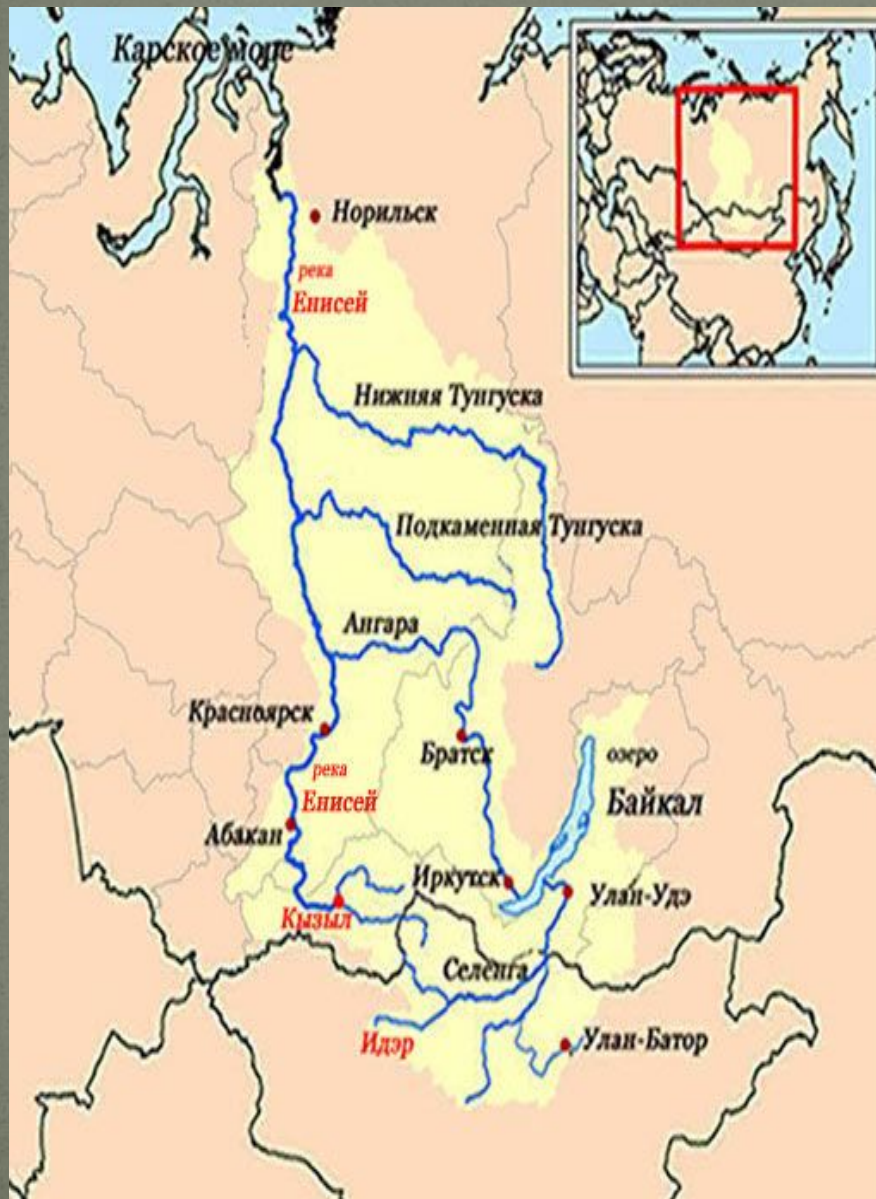 Карское море
Норильск
река
Енисей
Нижняя Тунгуска
Подкаменная Тунгуска
Ангара
Красноярск
Братск
озеро
Байкал
река
Енисей
Абакан
Иркутск
Улан-Удэ
Кызыл
Селенга
Идэр
Улан-Батор